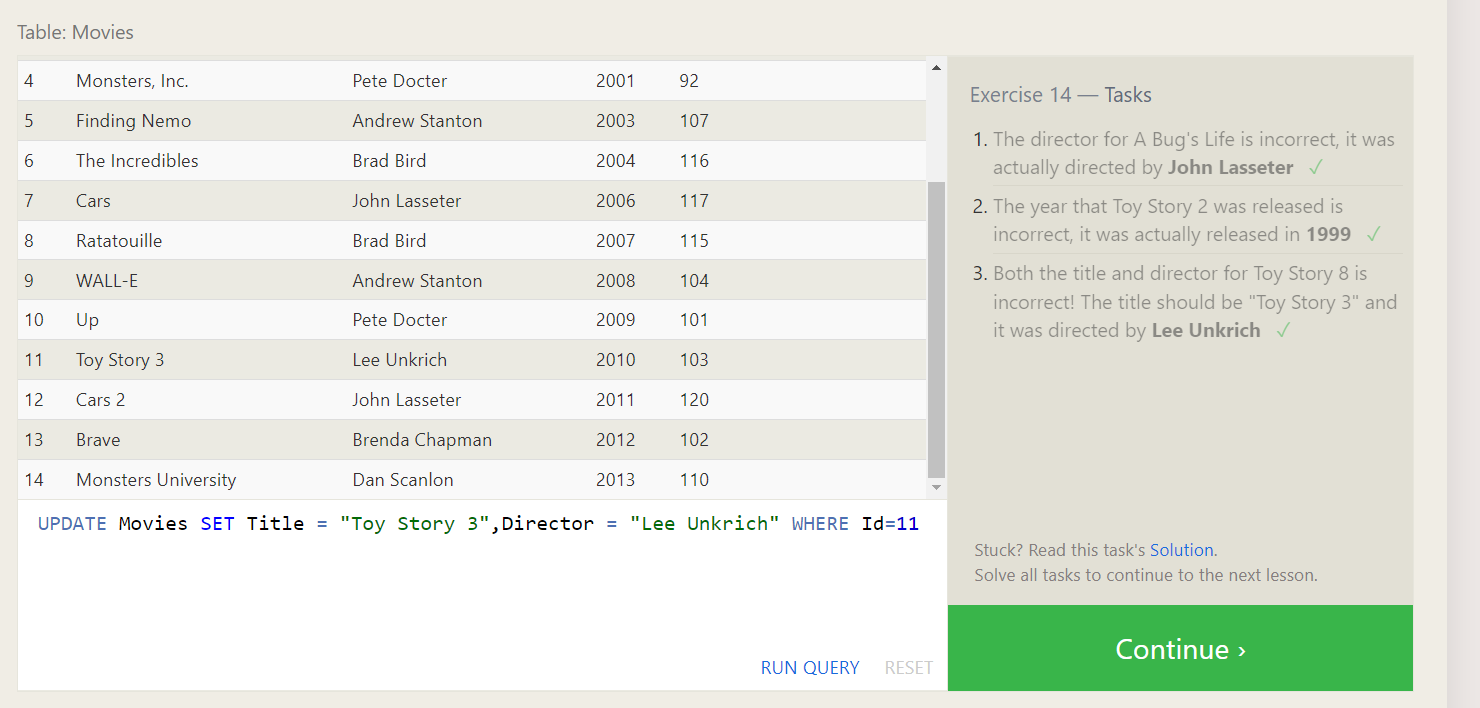 Table: Movies
4 Monsters, Inc. Pete Docter 2001 92
5 Finding Nemo Andrew Stanton 2003 107
6 The Incredibles Brad Bird 2004 116
7 Cars John Lasseter 2006 117
8 Ratatouille Brad Bird 2007 115
9 WALL-E Andrew Stanton 2008 104
10 Up Pete Docter 2009 101
11 Toy Story 3 Lee Unkrich 2010 103
12 Cars 2 John Lasseter 2011 120
13 Brave Brenda Chapman 2012 102
14 Monsters University Dan Scanlon 2013 110
UPDATE Movies SET Title = "Toy Story 3",Director = "Lee Unkrich" WHERE Id=11
RUN QUERY RESET
Exercise 14 — Tasks
1. The director for A Bug's Life is incorrect, it was
actually directed by John Lasseter ✓
2. The year that Toy Story 2 was released is
incorrect, it was actually released in 1999 ✓
3. Both the title and director for Toy Story 8 is
incorrect! The title should be "Toy Story 3" and
it was directed by Lee Unkrich ✓
Stuck? Read this task's Solution.
Solve all tasks to continue to the next lesson.
Continue ›